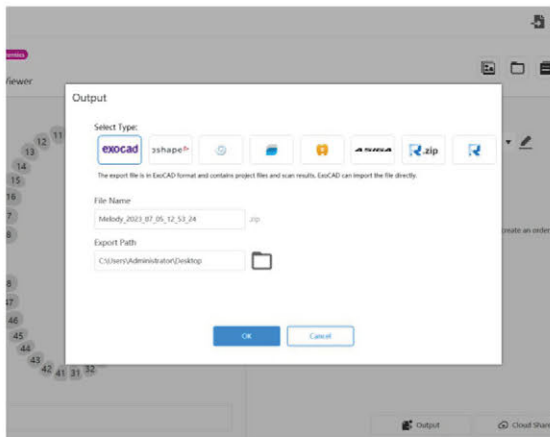 Viewer
Output
Select Type:
exocad
3shape
ASIGA
.zip
The export file is in ExoCAD format and contains project files and scan results, ExoCAD can import the file directly.
File Name
Melody_2023_07_05_12_53_24
.zip
Export Path
C:\Users\Administrator\Desktop
OK
Cancel
11
12
13
14
15
16
create an order
47
46
45
44
43
42 41 31 32
Output
Cloud Share